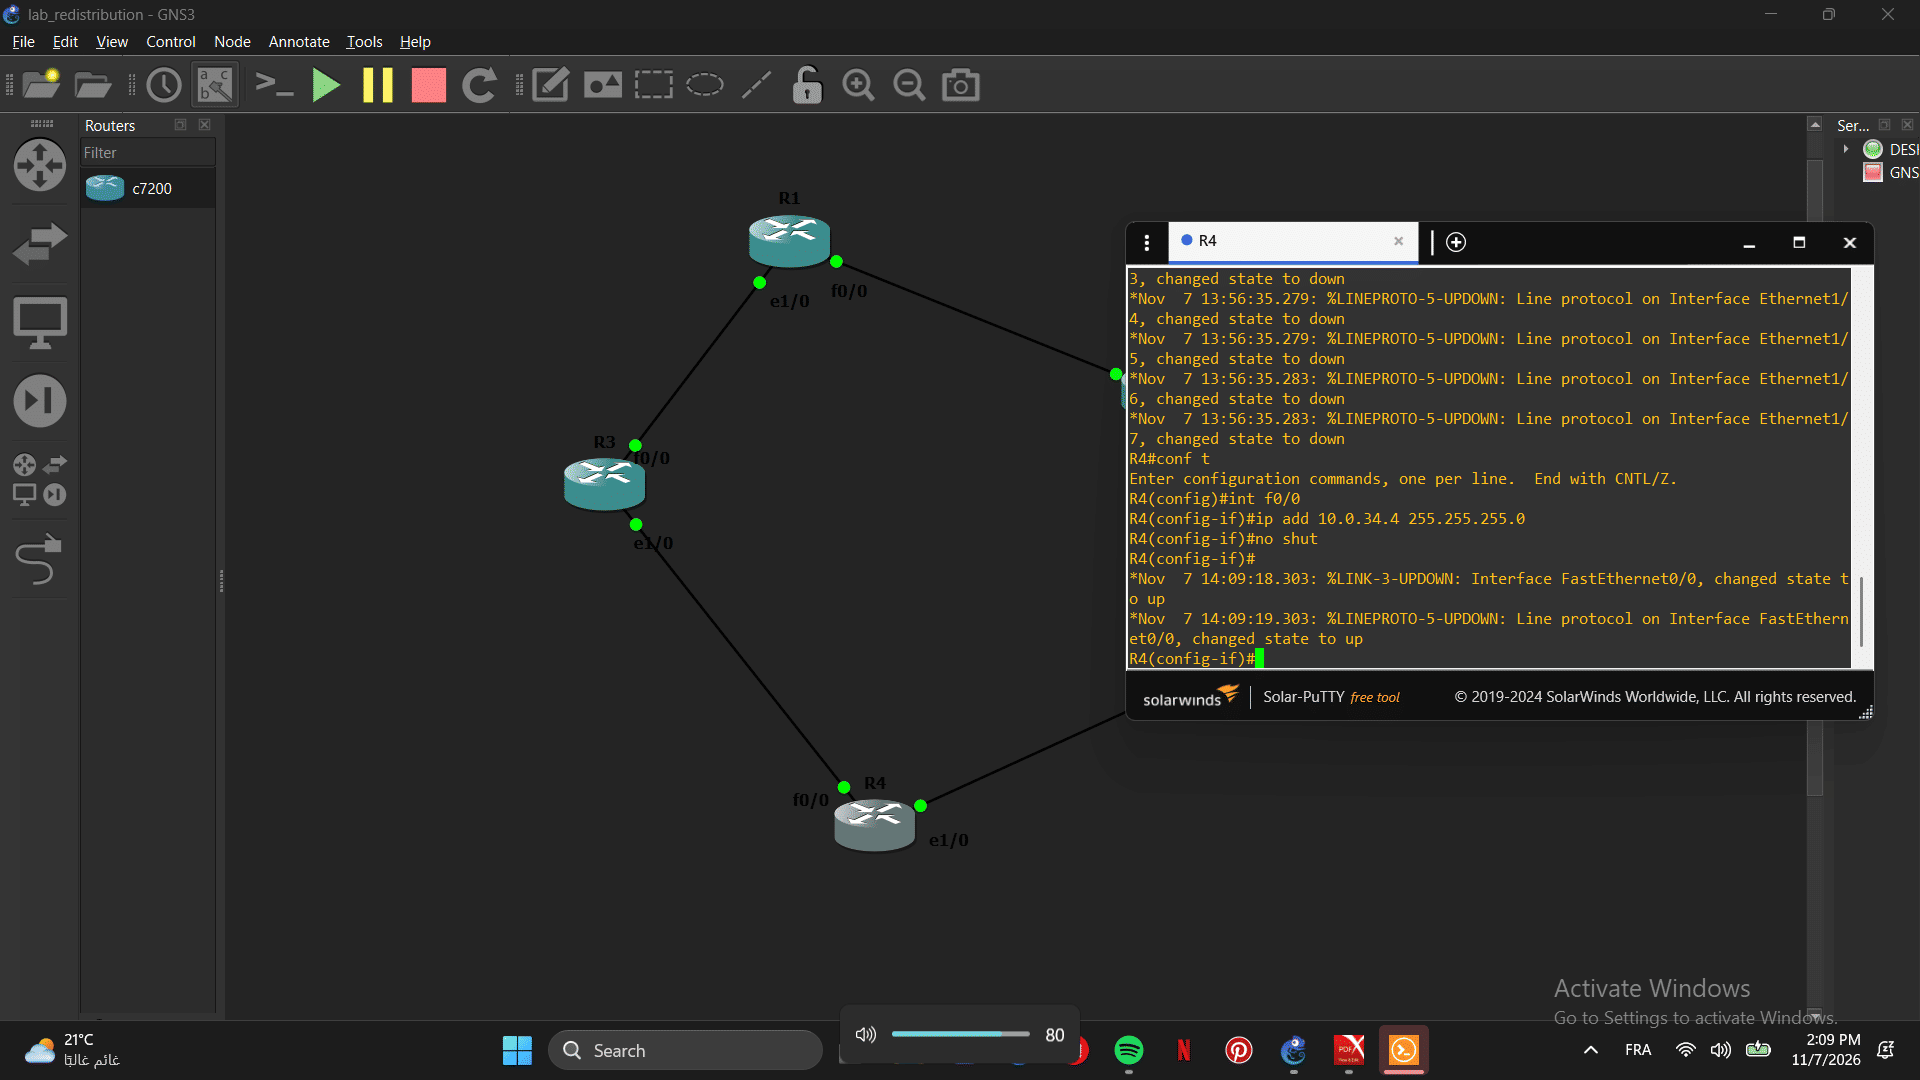 lab_redistribution - GNS3
File Edit View Control Node Annotate Tools Help
Routers
Filter
c7200
R1
e1/0
f0/0
R3
f0/0
e1/0
R4
f0/0
e1/0
Ser...
DESI
GNS
R4
3, changed state to down
*Nov  7 13:56:35.279: %LINEPROTO-5-UPDOWN: Line protocol on Interface Ethernet1/
4, changed state to down
*Nov  7 13:56:35.279: %LINEPROTO-5-UPDOWN: Line protocol on Interface Ethernet1/
5, changed state to down
*Nov  7 13:56:35.283: %LINEPROTO-5-UPDOWN: Line protocol on Interface Ethernet1/
6, changed state to down
*Nov  7 13:56:35.283: %LINEPROTO-5-UPDOWN: Line protocol on Interface Ethernet1/
7, changed state to down
R4#conf t
Enter configuration commands, one per line.  End with CNTL/Z.
R4(config)#int f0/0
R4(config-if)#ip add 10.0.34.4 255.255.255.0
R4(config-if)#no shut
R4(config-if)#
*Nov  7 14:09:18.303: %LINK-3-UPDOWN: Interface FastEthernet0/0, changed state t
o up
*Nov  7 14:09:19.303: %LINEPROTO-5-UPDOWN: Line protocol on Interface FastEthern
et0/0, changed state to up
R4(config-if)#
solarwinds Solar-PuTTY free tool © 2019-2024 SolarWinds Worldwide, LLC. All rights reserved.
Activate Windows
Go to Settings to activate Windows.
21°C
غائم غالبًا
Search
80
FRA
2:09 PM
11/7/2026